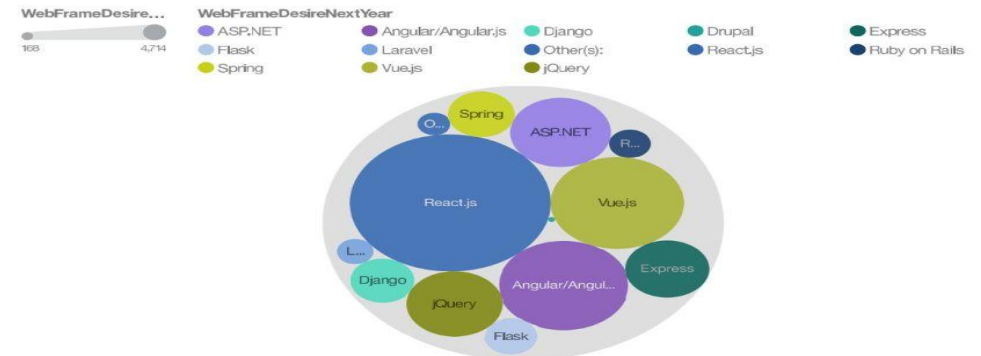 WebFrameDesire... WebFrameDesireNextYear
ASP.NET Angular/Angular.js Django Drupal Express
168 4,714
Flask Laravel Other(s): React.js Ruby on Rails
Spring Vue.js jQuery
Spring
O...
ASP.NET
R...
React.js
Vue.js
L...
Express
Django
Angular/Angul...
jQuery
Flask